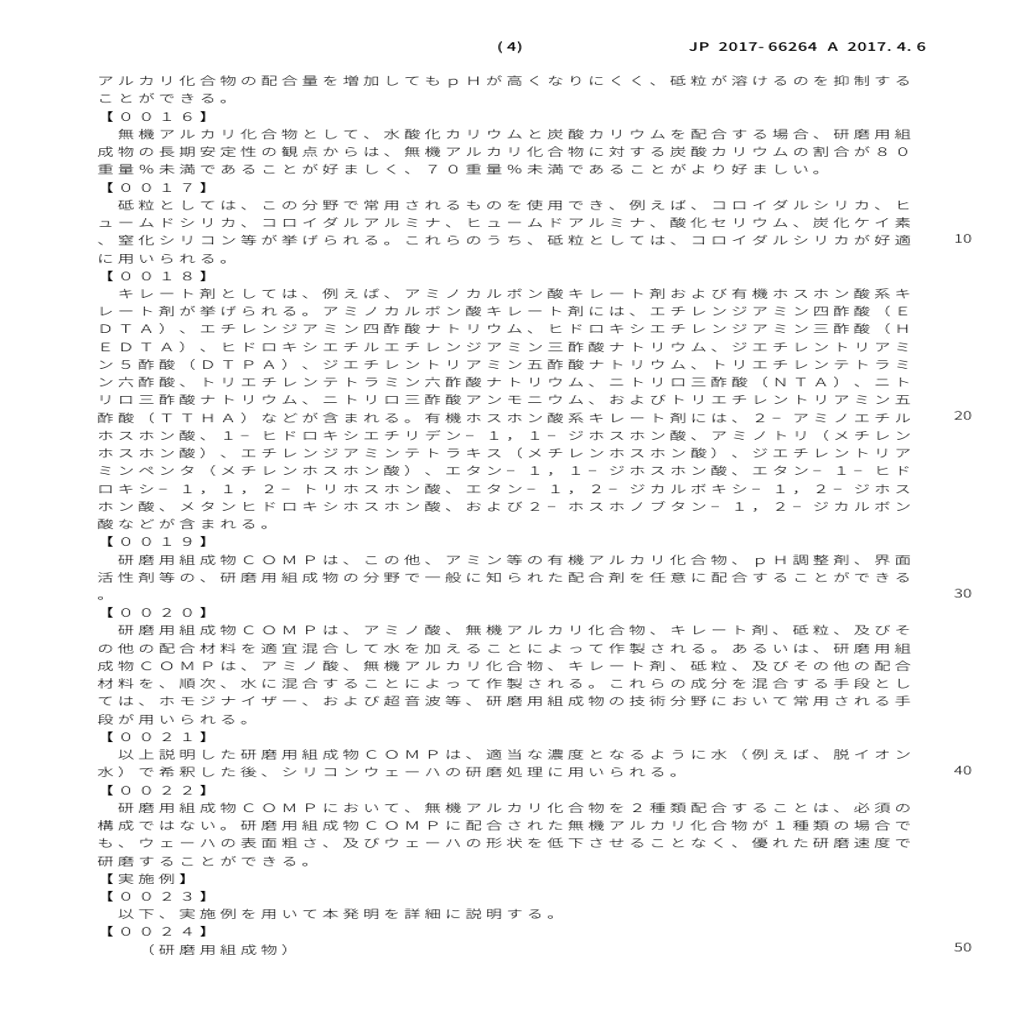 (4)　JP 2017-66264 A 2017.4.6
アルカリ化合物の配合量を増加してもｐＨが高くなりにくく、砥粒が溶けるのを抑制する
ことができる。
【００１６】
　無機アルカリ化合物として、水酸化カリウムと炭酸カリウムを配合する場合、研磨用組
成物の長期安定性の観点からは、無機アルカリ化合物に対する炭酸カリウムの割合が８０
重量％未満であることが好ましく、７０重量％未満であることがより好ましい。
【００１７】
　砥粒としては、この分野で常用されるものを使用でき、例えば、コロイダルシリカ、ヒ
ュームドシリカ、コロイダルアルミナ、ヒュームドアルミナ、酸化セリウム、炭化ケイ素
、窒化シリコン等が挙げられる。これらのうち、砥粒としては、コロイダルシリカが好適 10
に用いられる。
【００１８】
　キレート剤としては、例えば、アミノカルボン酸キレート剤および有機ホスホン酸系キ
レート剤が挙げられる。アミノカルボン酸キレート剤には、エチレンジアミン四酢酸（Ｅ
ＤＴＡ）、エチレンジアミン四酢酸ナトリウム、ヒドロキシエチレンジアミン三酢酸（Ｈ
ＥＤＴＡ）、ヒドロキシエチルエチレンジアミン三酢酸ナトリウム、ジエチレントリアミ
ン５酢酸（ＤＴＰＡ）、ジエチレントリアミン五酢酸ナトリウム、トリエチレンテトラミ
ン六酢酸、トリエチレンテトラミン六酢酸ナトリウム、ニトリロ三酢酸（ＮＴＡ）、ニト
リロ三酢酸ナトリウム、ニトリロ三酢酸アンモニウム、およびトリエチレントリアミン五
酢酸（ＴＴＨＡ）などが含まれる。有機ホスホン酸系キレート剤には、２－アミノエチル 20
ホスホン酸、１－ヒドロキシエチリデン－１，１－ジホスホン酸、アミノトリ（メチレン
ホスホン酸）、エチレンジアミンテトラキス（メチレンホスホン酸）、ジエチレントリア
ミンペンタ（メチレンホスホン酸）、エタン－１，１－ジホスホン酸、エタン－１－ヒド
ロキシ－１，１，２－トリホスホン酸、エタン－１，２－ジカルボキシ－１，２－ジホス
ホン酸、メタンヒドロキシホスホン酸、および２－ホスホノブタン－１，２－ジカルボン
酸などが含まれる。
【００１９】
　研磨用組成物ＣＯＭＰは、この他、アミン等の有機アルカリ化合物、ｐＨ調整剤、界面
活性剤等の、研磨用組成物の分野で一般に知られた配合剤を任意に配合することができる
。 30
【００２０】
　研磨用組成物ＣＯＭＰは、アミノ酸、無機アルカリ化合物、キレート剤、砥粒、及びそ
の他の配合材料を適宜混合して水を加えることによって作製される。あるいは、研磨用組
成物ＣＯＭＰは、アミノ酸、無機アルカリ化合物、キレート剤、砥粒、及びその他の配合
材料を、順次、水に混合することによって作製される。これらの成分を混合する手段とし
ては、ホモジナイザー、および超音波等、研磨用組成物の技術分野において常用される手
段が用いられる。
【００２１】
　以上説明した研磨用組成物ＣＯＭＰは、適当な濃度となるように水（例えば、脱イオン
水）で希釈した後、シリコンウェーハの研磨処理に用いられる。 40
【００２２】
　研磨用組成物ＣＯＭＰにおいて、無機アルカリ化合物を２種類配合することは、必須の
構成ではない。研磨用組成物ＣＯＭＰに配合された無機アルカリ化合物が１種類の場合で
も、ウェーハの表面粗さ、及びウェーハの形状を低下させることなく、優れた研磨速度で
研磨することができる。
【実施例】
【００２３】
　以下、実施例を用いて本発明を詳細に説明する。
【００２４】
　　（研磨用組成物） 50